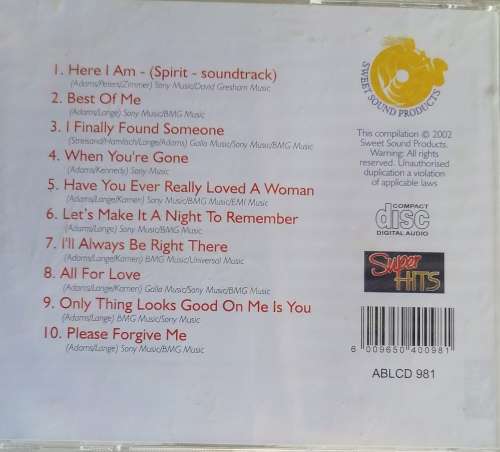 1. Here I Am - (Spirit - soundtrack)
(Adams/Peters/Zimmer) Sony Music/David Gresham Music
2. Best Of Me
(Adams/Lange) Sony Music/BMG Music
3. I Finally Found Someone
(Streisand/Hamlisch/Lange/Adams) Gallo Music/Sony Music/BMG Music
4. When You're Gone
(Adams/Kennedy) Sony Music
5. Have You Ever Really Loved A Woman
(Adams/Lange/Kamen) Sony Music/BMG Music/EMI Music
6. Let's Make It A Night To Remember
(Adams/Lange) Sony Music/BMG Music
7. I'll Always Be Right There
(Adams/Lange/Kamen) BMG Music/Universal Music
8. All For Love
(Adams/Lange/Kamen) Gallo Music/Sony Music/BMG Music
9. Only Thing Looks Good On Me Is You
(Adams/Lange) BMG Music/Sony Music
10. Please Forgive Me
(Adams/Lange) Sony Music/BMG Music
SWEET SOUND PRODUCTS
This compilation © 2002
Sweet Sound Products.
Warning: All rights
reserved. Unauthorised
duplication a violation
of applicable laws
COMPACT
disc
DIGITAL AUDIO
Super
HITS
6 009650 400981
ABLCD 981